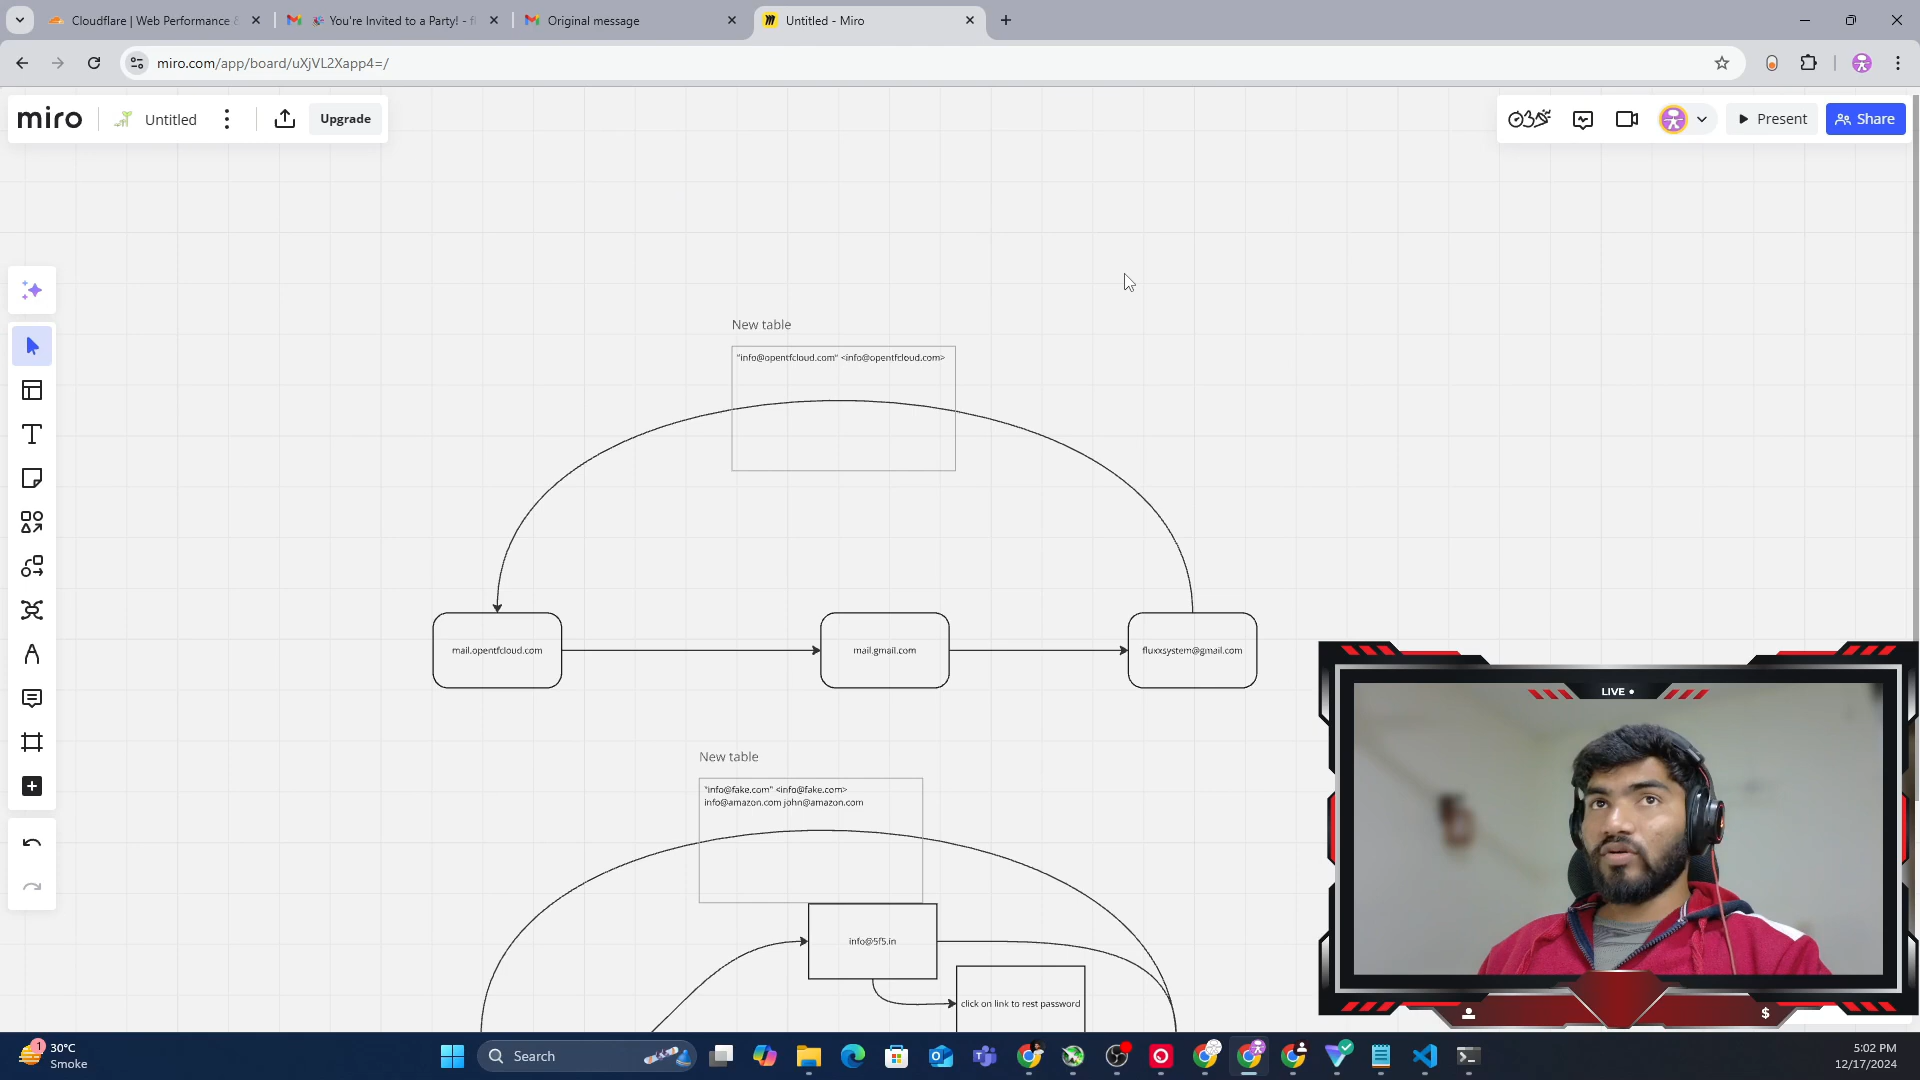 Cloudflare | Web Performance &
You're Invited to a Party! - fl
Original message
Untitled - Miro
miro.com/app/board/uXjVL2Xapp4=/
miro
Untitled
Upgrade
Present
Share
New table
"info@opentfcloud.com" <info@opentfcloud.com>
mail.opentfcloud.com
mail.gmail.com
fluxxsystem@gmail.com
LIVE
New table
"info@fake.com" <info@fake.com>
info@amazon.com john@amazon.com
info@5f5.in
click on link to rest password
$
1
30°C
Smoke
Search
5:02 PM
12/17/2024